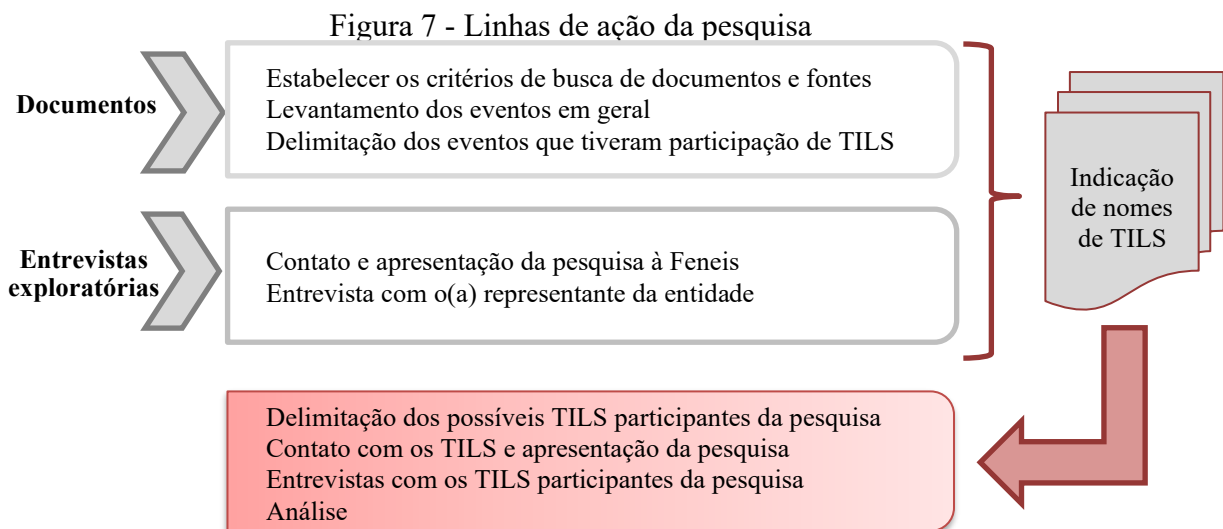 Figura 7 - Linhas de ação da pesquisa
Documentos
Estabelecer os critérios de busca de documentos e fontes
Levantamento dos eventos em geral
Delimitação dos eventos que tiveram participação de TILS
Entrevistas
exploratórias
Contato e apresentação da pesquisa à Feneis
Entrevista com o(a) representante da entidade
Indicação
de nomes
de TILS
Delimitação dos possíveis TILS participantes da pesquisa
Contato com os TILS e apresentação da pesquisa
Entrevistas com os TILS participantes da pesquisa
Análise